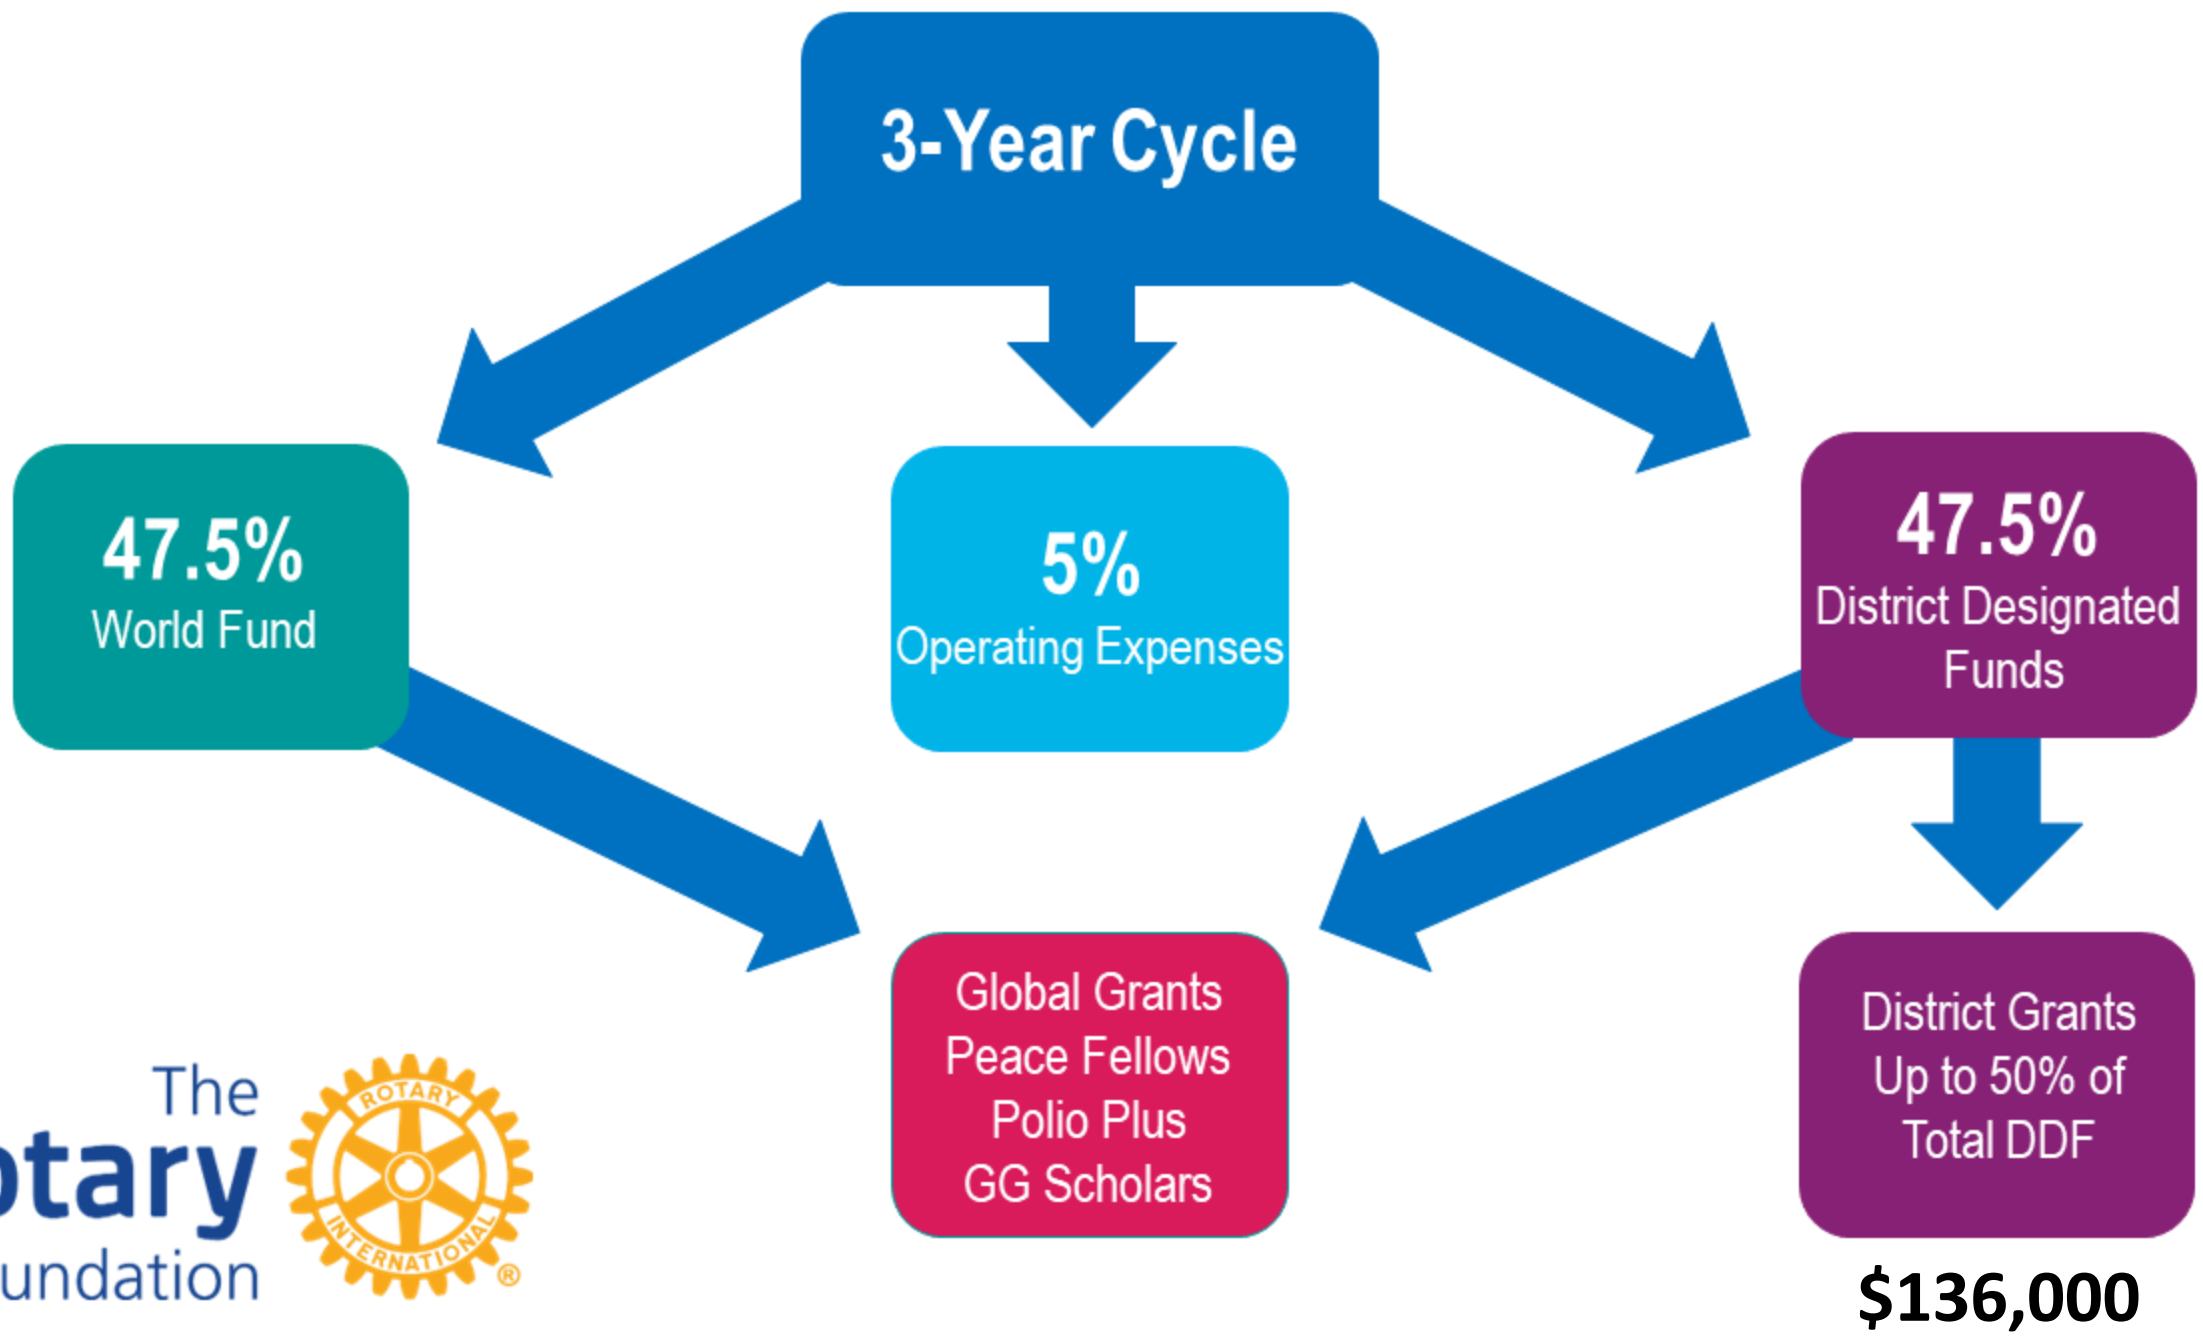 3-Year Cycle
47.5%
World Fund
5%
Operating Expenses
47.5%
District Designated
Funds
Global Grants
Peace Fellows
Polio Plus
GG Scholars
District Grants
Up to 50% of
Total DDF
$136,000
The
otary
undation
ROTARY
INTERNATIONAL
®